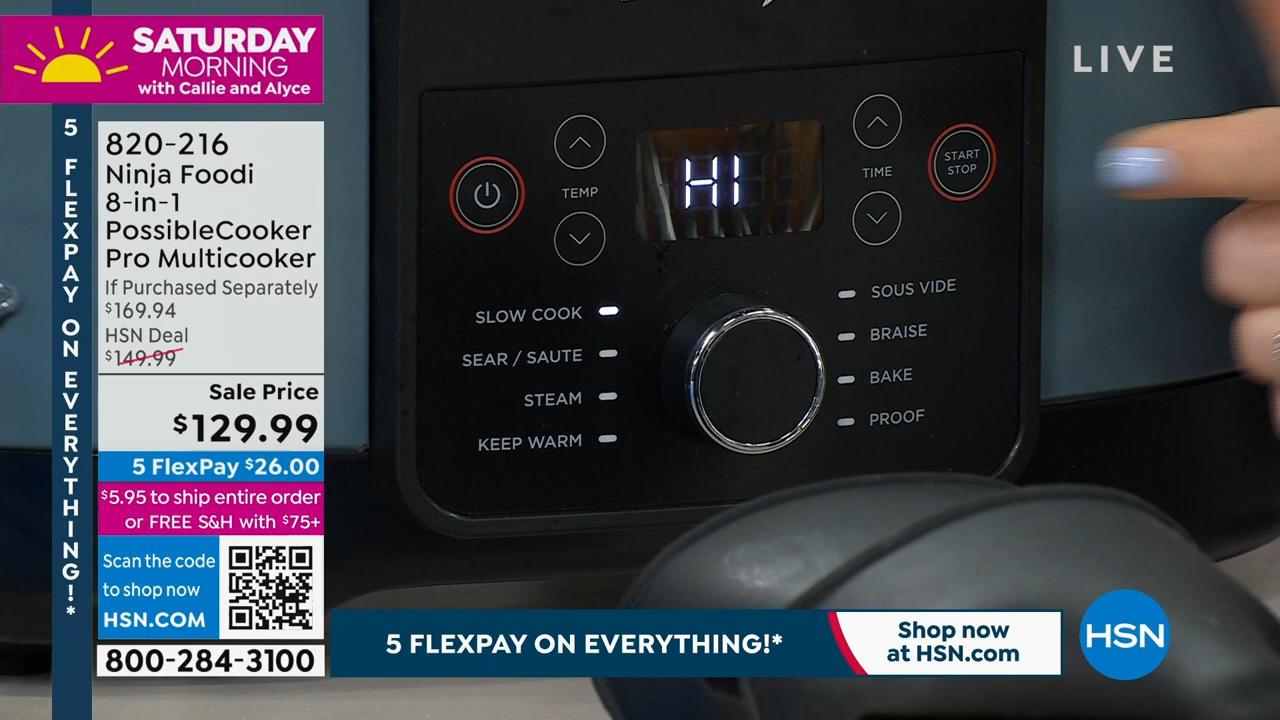 SATURDAY
MORNING
with Callie and Alyce
LIVE
5 FLEXPAY ON EVERYTHING!*
820-216
Ninja Foodi
8-in-1
PossibleCooker
Pro Multicooker
If Purchased Separately
$169.94
HSN Deal
$149.99
Sale Price
$129.99
5 FlexPay $26.00
$5.95 to ship entire order
or FREE S&H with $75+
Scan the code
to shop now
HSN.COM
800-284-3100
TEMP
HI
TIME
START
STOP
SLOW COOK
SEAR / SAUTE
STEAM
KEEP WARM
SOUS VIDE
BRAISE
BAKE
PROOF
5 FLEXPAY ON EVERYTHING!*
Shop now
at HSN.com
HSN